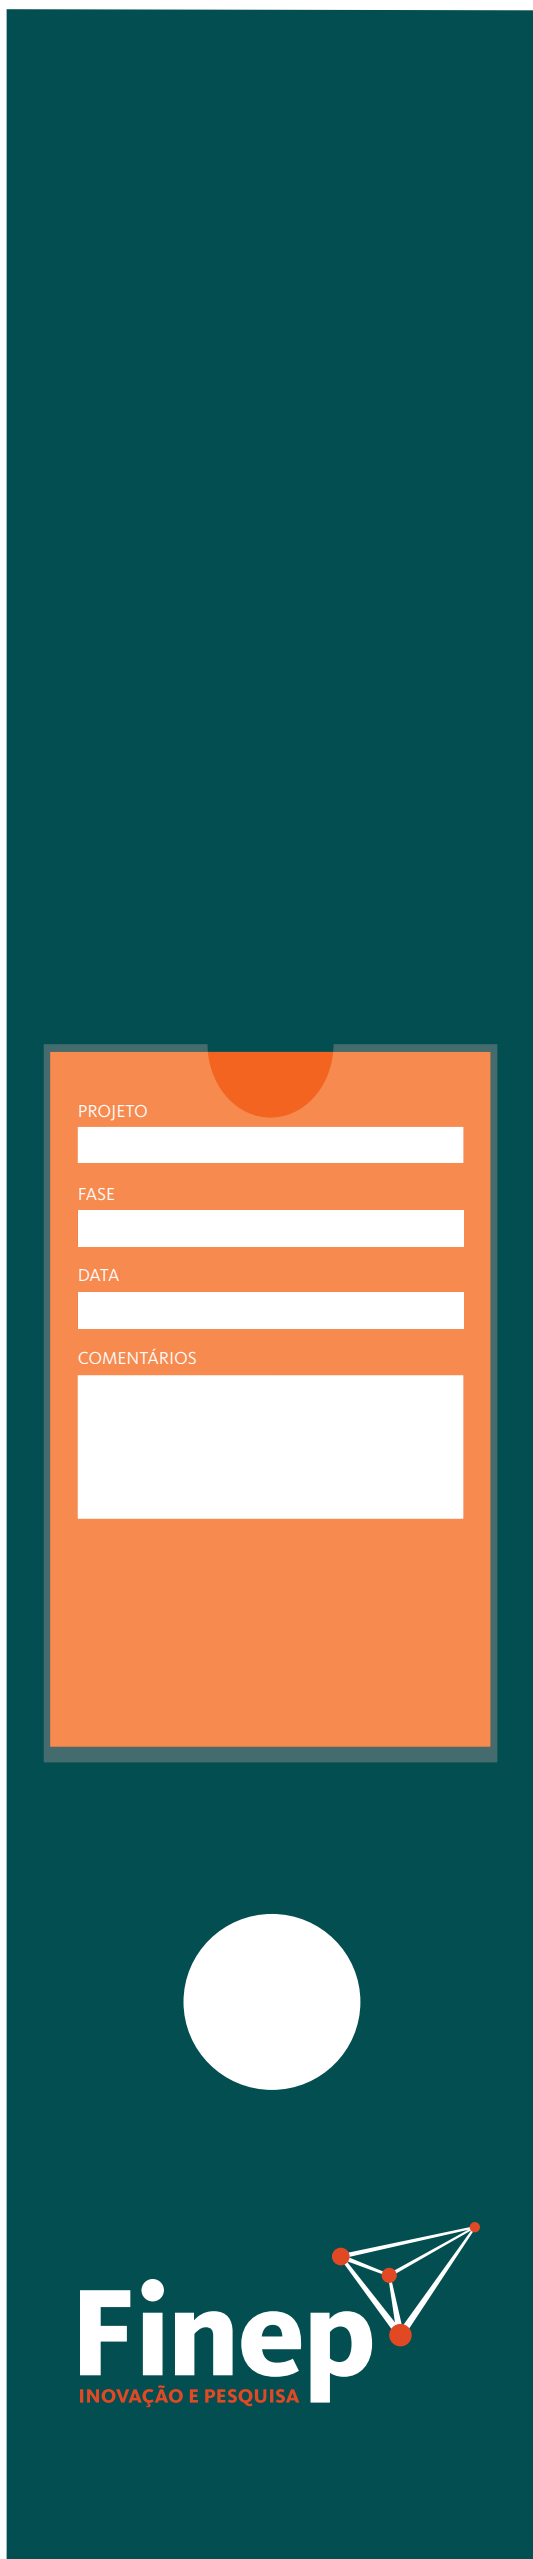 PROJETO
FASE
DATA
COMENTÁRIOS
Finep
INOVAÇÃO E PESQUISA